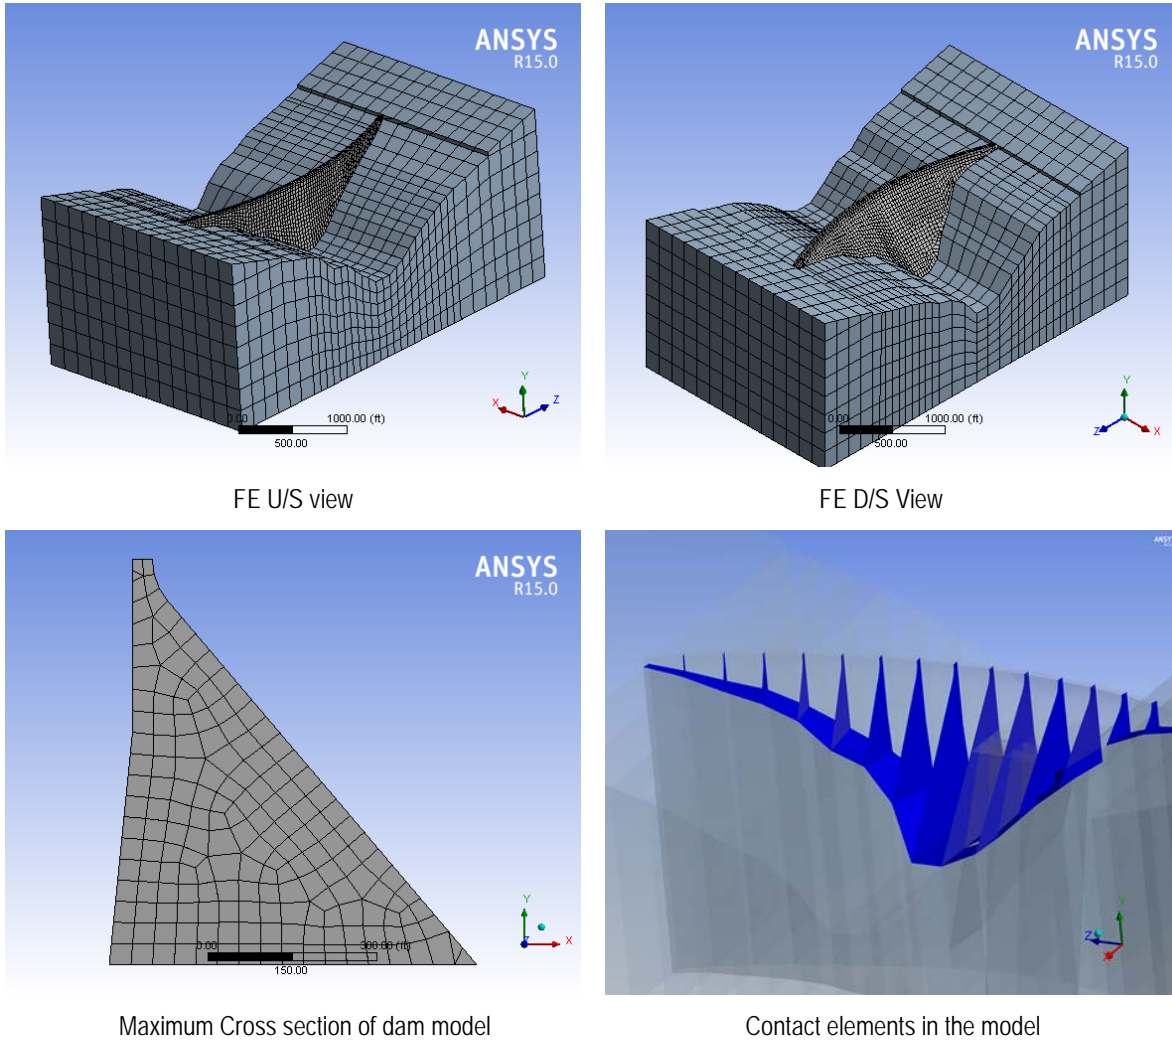 ANSYS
R15.0
Y
X
Z
0.00
1000.00 (ft)
500.00
FE U/S view
ANSYS
R15.0
Y
Z
X
0.00
1000.00 (ft)
500.00
FE D/S View
ANSYS
R15.0
Y
Z
X
0.00
300.00 (ft)
150.00
Maximum Cross section of dam model
Y
Z
X
Contact elements in the model